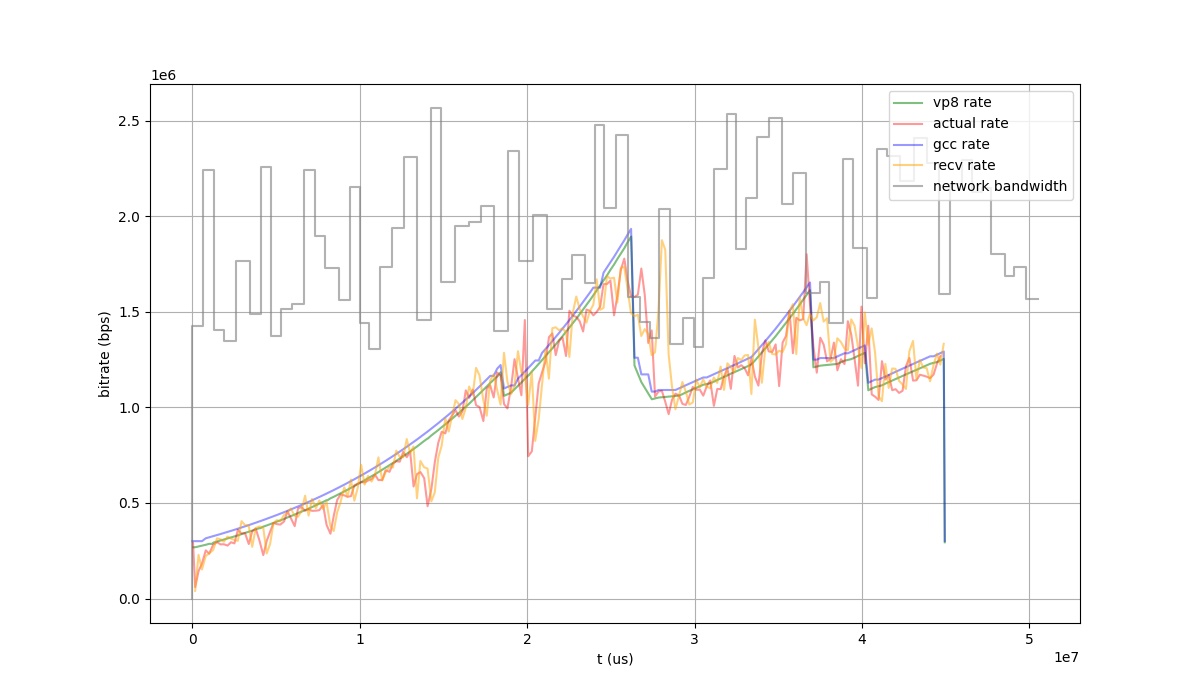 1e6
2.5
2.0
1.5
1.0
0.5
0.0
bitrate (bps)
vp8 rate
actual rate
gcc rate
recv rate
network bandwidth
0 1 2 3 4 5
1e7
t (us)